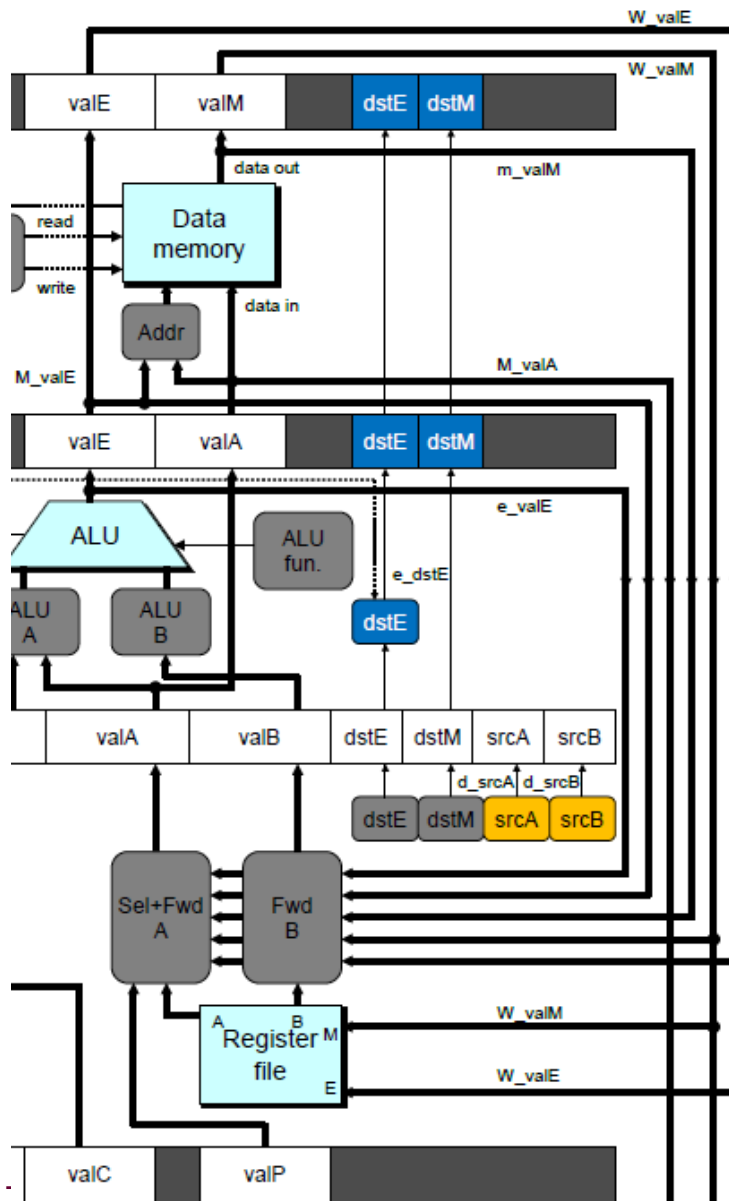 W_valE
W_valM
valE valM dstE dstM
data out m_valM
Data
memory
read
write
data in
Addr
M_valE M_valA
valE valA dstE dstM
e_valE
ALU
ALU
fun.
e_dstE
ALU
A
ALU
B
dstE
valA valB dstE dstM srcA srcB
d_srcA d_srcB
dstE dstM srcA srcB
Sel+Fwd
A
Fwd
B
W_valM
A B M
Register
file
E
W_valE
valC valP